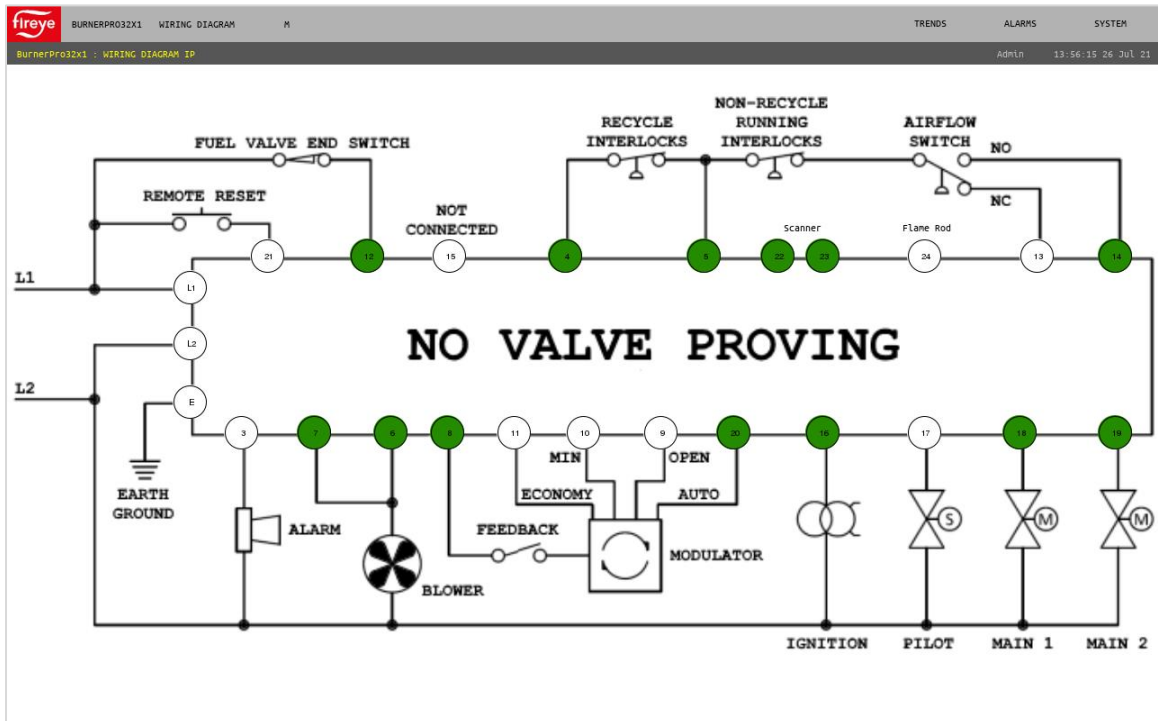 fireye BURNERPRO32X1 WIRING DIAGRAM M TRENDS ALARMS SYSTEM
BurnerPro32x1 : WIRING DIAGRAM IP Admin 13:56:15 26 Jul 21
NON-RECYCLE
RECYCLE RUNNING AIRFLOW
FUEL VALVE END SWITCH INTERLOCKS INTERLOCKS SWITCH NO
REMOTE RESET NC
NOT
CONNECTED Scanner Flame Rod
21 12 15 4 5 22 23 24 13 14
L1 L1
NO VALVE PROVING
L2
L2
E
3 7 6 8 11 10 9 20 16 17 18 19
MIN OPEN
EARTH ECONOMY AUTO
GROUND
ALARM FEEDBACK S M M
MODULATOR
BLOWER
IGNITION PILOT MAIN 1 MAIN 2